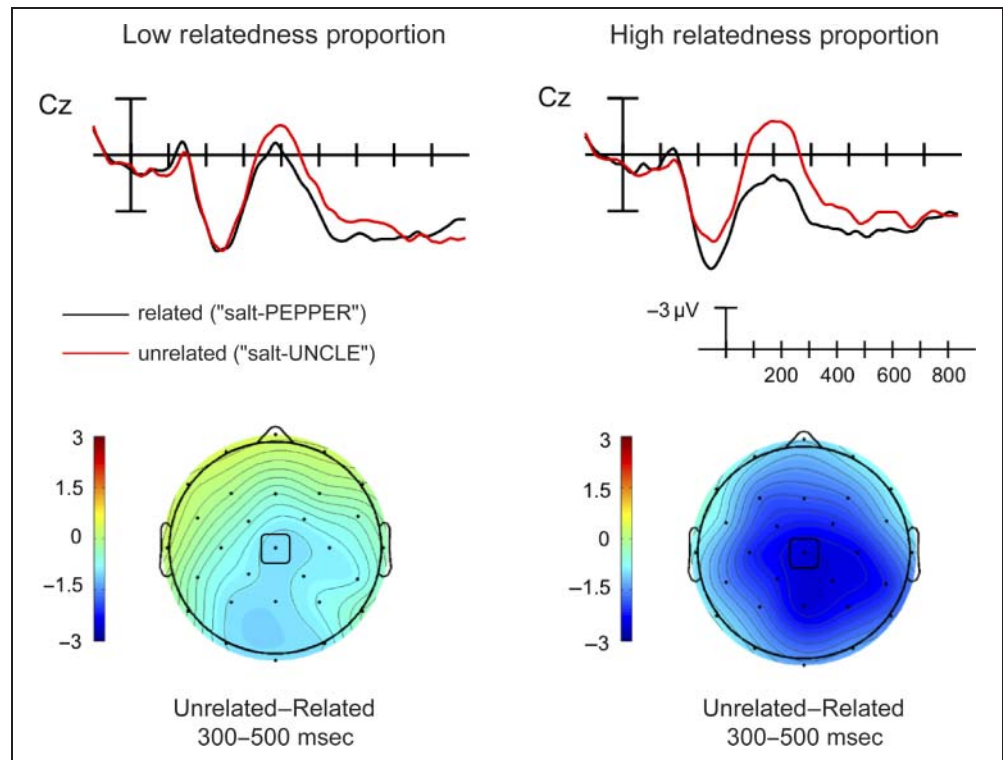 Low relatedness proportion
High relatedness proportion
Cz
Cz
related ("salt-PEPPER")
unrelated ("salt-UNCLE")
−3 µV
200 400 600 800
3
1.5
0
−1.5
−3
3
1.5
0
−1.5
−3
Unrelated–Related
300–500 msec
Unrelated–Related
300–500 msec